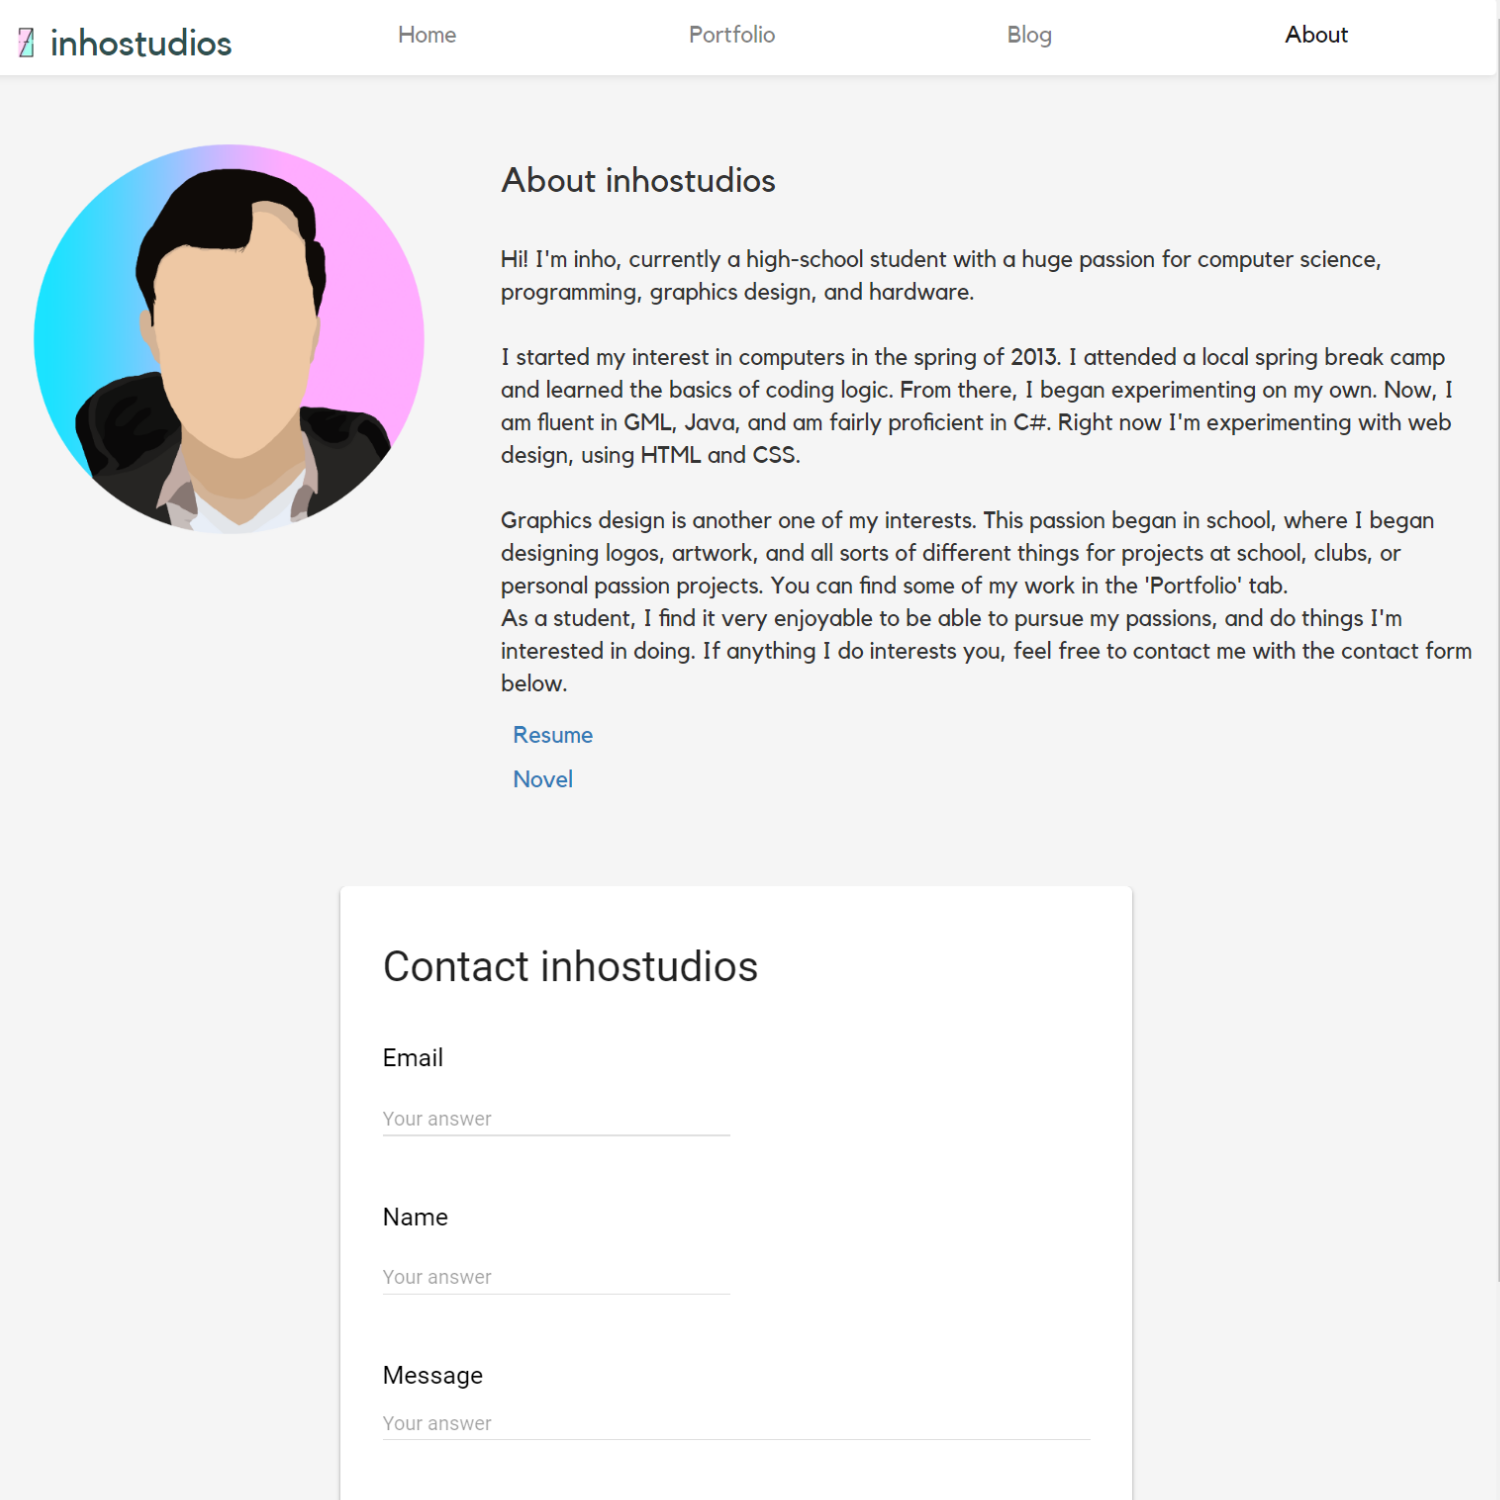 inhostudios
Home
Portfolio
Blog
About
About inhostudios
Hi! I'm inho, currently a high-school student with a huge passion for computer science,
programming, graphics design, and hardware.
I started my interest in computers in the spring of 2013. I attended a local spring break camp
and learned the basics of coding logic. From there, I began experimenting on my own. Now, I
am fluent in GML, Java, and am fairly proficient in C#. Right now I'm experimenting with web
design, using HTML and CSS.
Graphics design is another one of my interests. This passion began in school, where I began
designing logos, artwork, and all sorts of different things for projects at school, clubs, or
personal passion projects. You can find some of my work in the 'Portfolio' tab.
As a student, I find it very enjoyable to be able to pursue my passions, and do things I'm
interested in doing. If anything I do interests you, feel free to contact me with the contact form
below.
Resume
Novel
Contact inhostudios
Email
Your answer
Name
Your answer
Message
Your answer